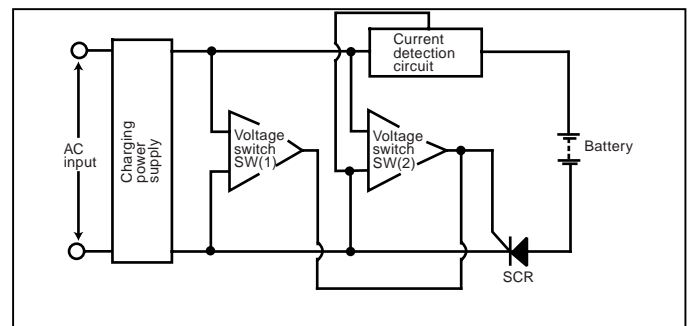 Current
detection
circuit
AC
input
Charging
power
supply
Voltage
switch
SW(1)
Voltage
switch
SW(2)
Battery
SCR